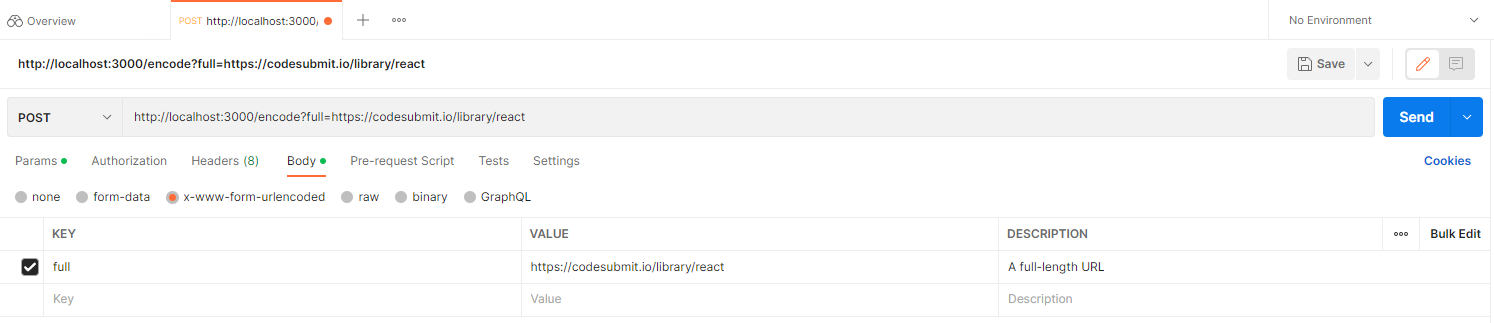 Overview
POST http://localhost:3000/
No Environment
http://localhost:3000/encode?full=https://codesubmit.io/library/react
Save
POST http://localhost:3000/encode?full=https://codesubmit.io/library/react Send
Params Authorization Headers (8) Body Pre-request Script Tests Settings Cookies
none form-data x-www-form-urlencoded raw binary GraphQL
KEY VALUE DESCRIPTION Bulk Edit
full https://codesubmit.io/library/react A full-length URL
Key Value Description